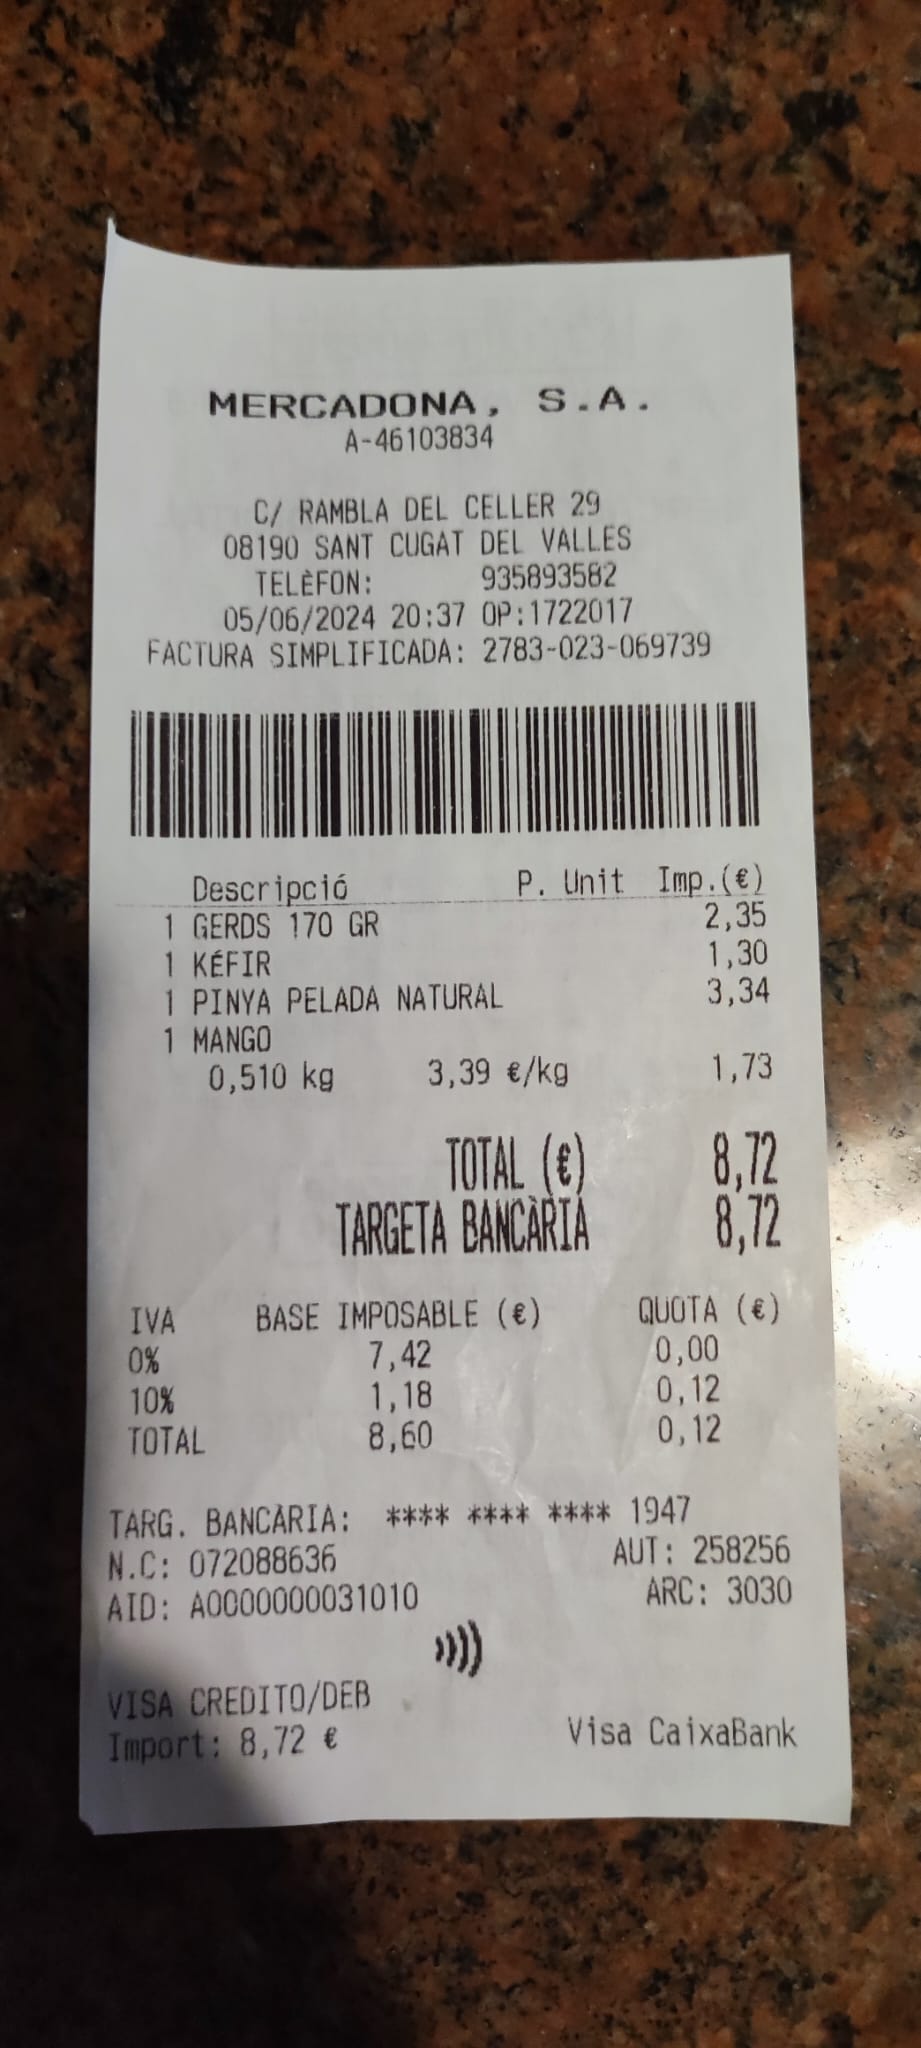 MERCADONA, S.A.
A-46103834
C/ RAMBLA DEL CELLER 29
08190 SANT CUGAT DEL VALLES
TELÈFON: 935893582
05/06/2024 20:37 OP:1722017
FACTURA SIMPLIFICADA: 2783-023-069739
Descripció P. Unit Imp.(€)
1 GERDS 170 GR 2,35
1 KÉFIR 1,30
1 PINYA PELADA NATURAL 3,34
1 MANGO
0,510 kg 3,39 €/kg 1,73
TOTAL (€) 8,72
TARGETA BANCÀRIA 8,72
IVA BASE IMPOSABLE (€) QUOTA (€)
0% 7,42 0,00
10% 1,18 0,12
TOTAL 8,60 0,12
TARG. BANCÀRIA: **** **** **** 1947
N.C: 072088636 AUT: 258256
AID: A0000000031010 ARC: 3030
VISA CREDITO/DEB
Import: 8,72 € Visa CaixaBank